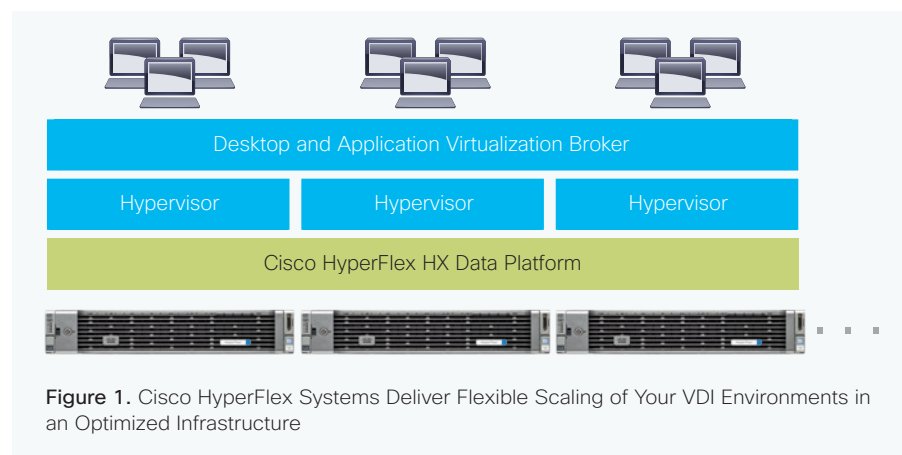 Desktop and Application Virtualization Broker
Hypervisor
Hypervisor
Hypervisor
Cisco HyperFlex HX Data Platform
Figure 1. Cisco HyperFlex Systems Deliver Flexible Scaling of Your VDI Environments in
an Optimized Infrastructure